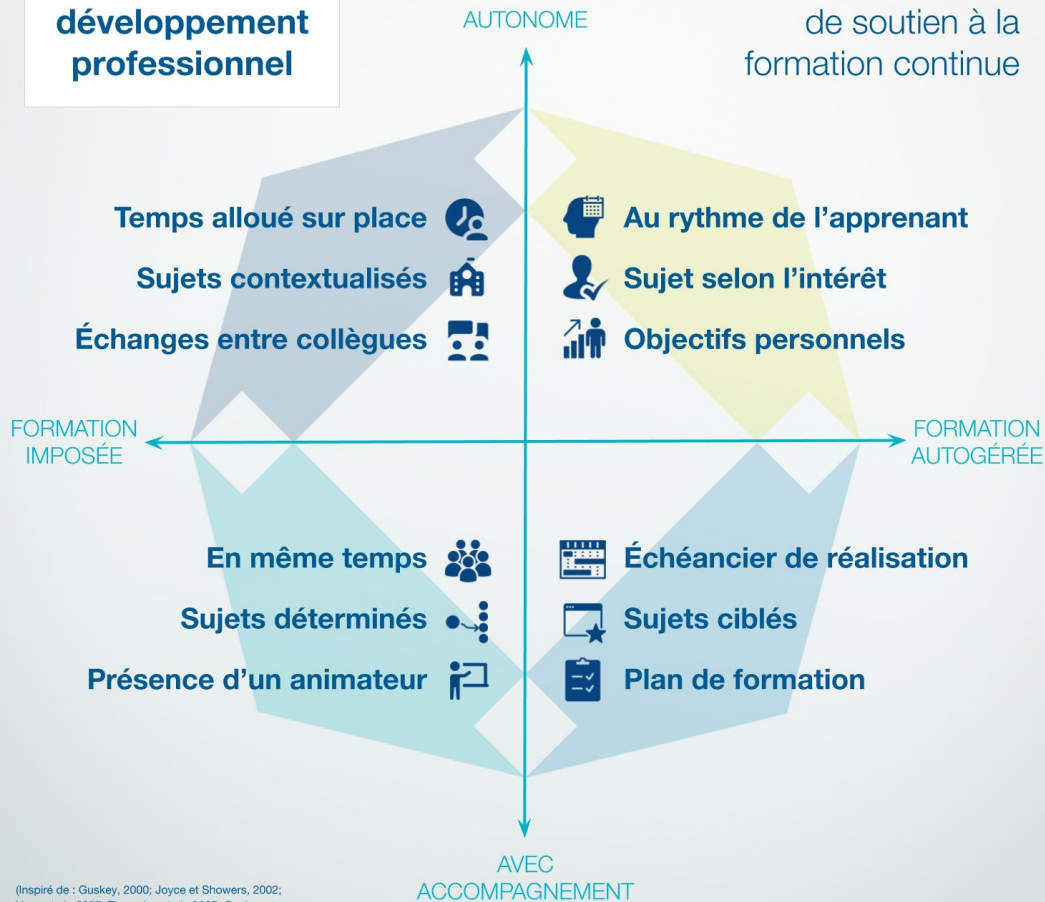 développement
professionnel
de soutien à la
formation continue
AUTONOME
Temps alloué sur place
Sujets contextualisés
Échanges entre collègues
Au rythme de l’apprenant
Sujet selon l’intérêt
Objectifs personnels
FORMATION
IMPOSÉE
FORMATION
AUTOGÉRÉE
En même temps
Sujets déterminés
Présence d’un animateur
Échéancier de réalisation
Sujets ciblés
Plan de formation
AVEC
ACCOMPAGNEMENT
(Inspiré de : Guskey, 2000; Joyce et Showers, 2002;